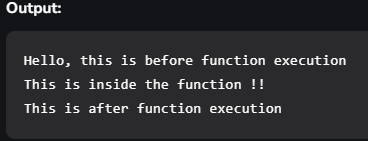 Output:
Hello, this is before function execution
This is inside the function !!
This is after function execution